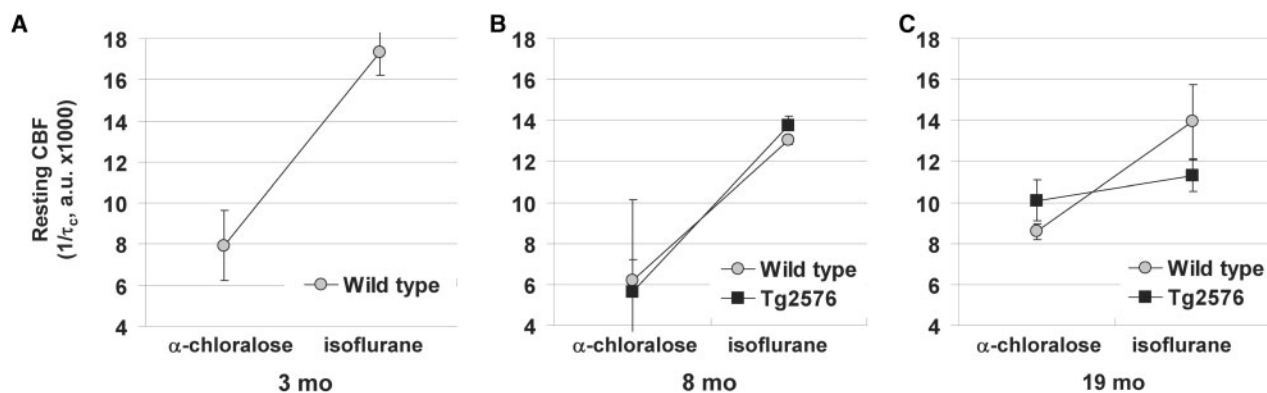 A
B
C
Resting CBF
(1/τc, a.u. x1000)
18
16
14
12
10
8
6
4
Wild type
α-chloralose
isoflurane
3 mo
18
16
14
12
10
8
6
4
Wild type
Tg2576
α-chloralose
isoflurane
8 mo
18
16
14
12
10
8
6
4
Wild type
Tg2576
α-chloralose
isoflurane
19 mo